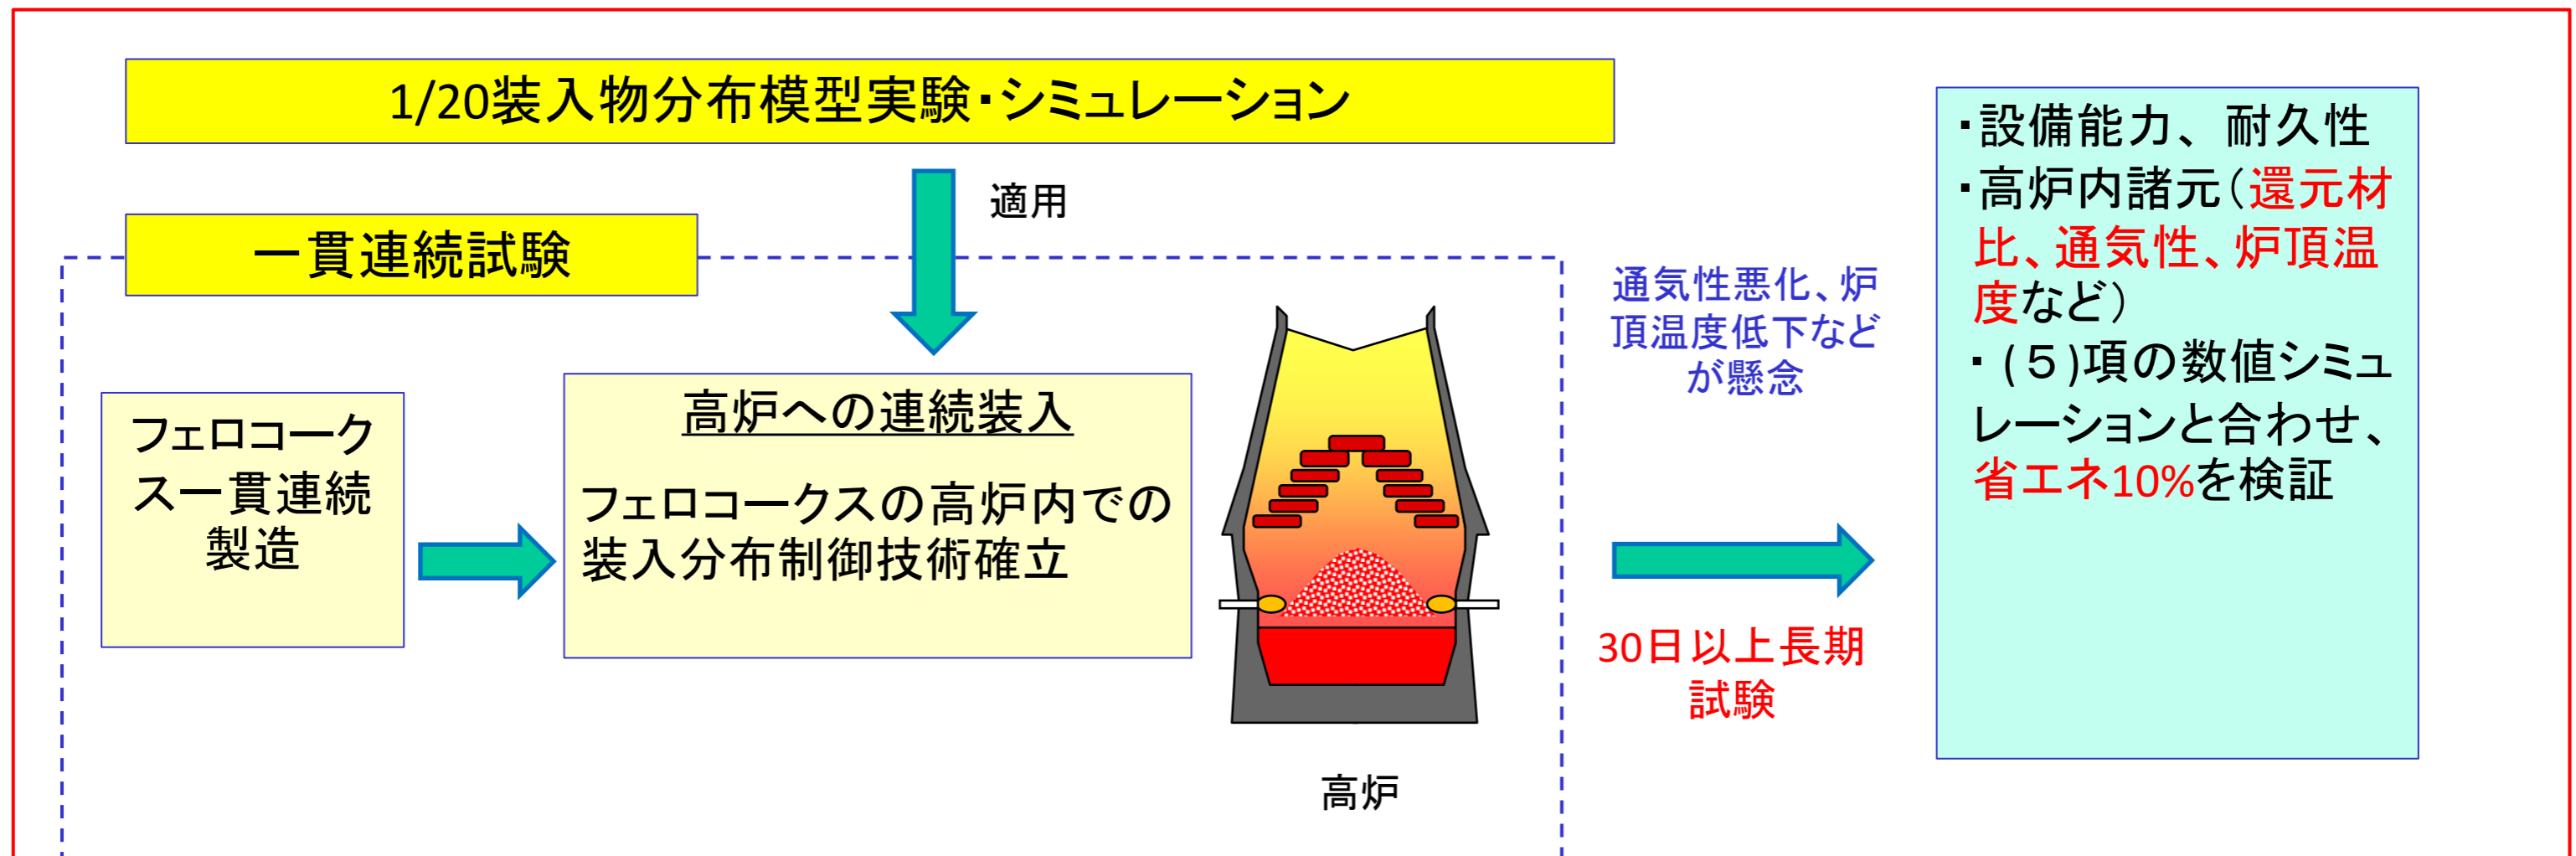 1/20装入物分布模型実験・シミュレーション
適用
一貫連続試験
フェロコーク
ス一貫連続
製造
高炉への連続装入
フェロコークスの高炉内での
装入分布制御技術確立
高炉
通気性悪化、炉
頂温度低下など
が懸念
30日以上長期
試験
・設備能力、耐久性
・高炉内諸元（還元材
比、通気性、炉頂温
度など）
・(５)項の数値シミュ
レーションと合わせ、
省エネ10%を検証